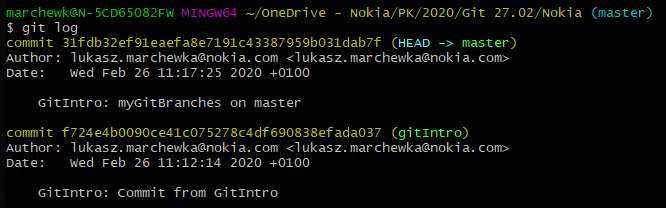 marchewk@N-5CD65082FW MINGW64 ~/OneDrive - Nokia/PK/2020/Git 27.02/Nokia (master)
$ git log
commit 31fdb32ef91eaefa8e7191c43387959b031dab7f (HEAD -> master)
Author: lukasz.marchewka@nokia.com <lukasz.marchewka@nokia.com>
Date:   Wed Feb 26 11:17:25 2020 +0100
    GitIntro: myGitBranches on master
commit f724e4b0090ce41c075278c4df690838efada037 (gitIntro)
Author: lukasz.marchewka@nokia.com <lukasz.marchewka@nokia.com>
Date:   Wed Feb 26 11:12:14 2020 +0100
    GitIntro: Commit from GitIntro